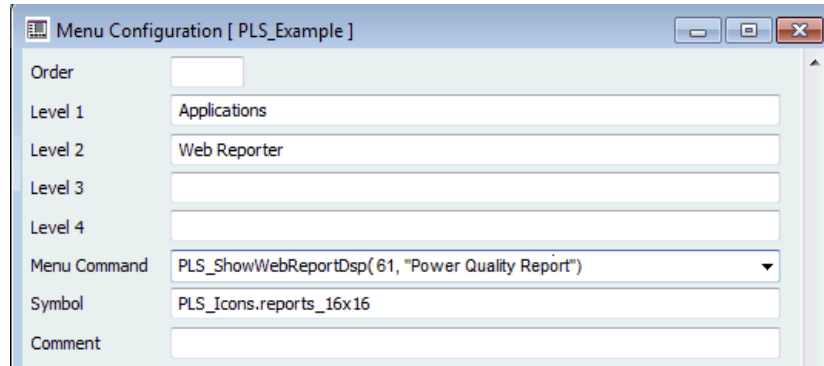 Menu Configuration [ PLS_Example ]
Order
Level 1 Applications
Level 2 Web Reporter
Level 3
Level 4
Menu Command PLS_ShowWebReportDsp( 61, "Power Quality Report")
Symbol PLS_Icons.reports_16x16
Comment